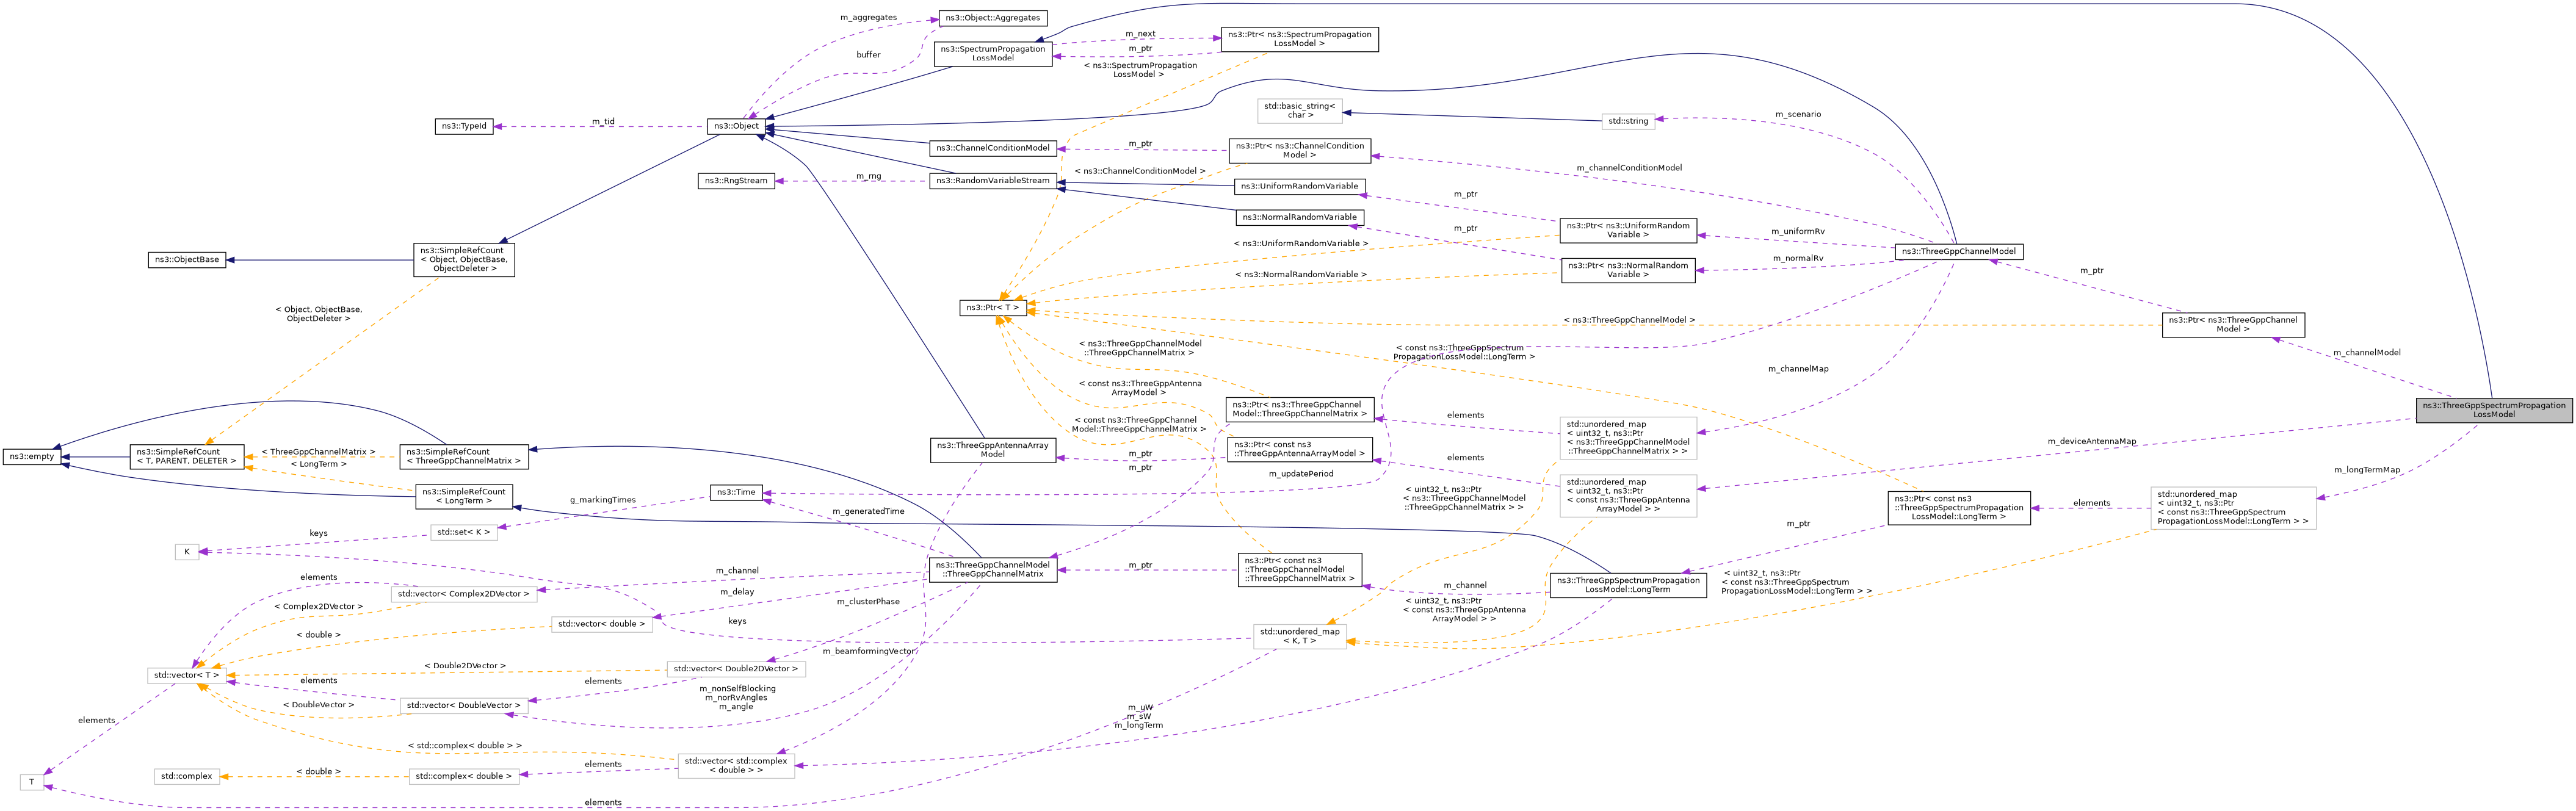 m_aggregates
ns3::Object::Aggregates
buffer
ns3::SpectrumPropagation
LossModel
m_next
m_ptr
ns3::Ptr< ns3::SpectrumPropagation
LossModel >
< ns3::SpectrumPropagation
LossModel >
std::basic_string<
char >
std::string
m_scenario
ns3::TypeId
m_tid
ns3::Object
ns3::ChannelConditionModel
m_ptr
ns3::Ptr< ns3::ChannelCondition
Model >
m_channelConditionModel
< ns3::ChannelConditionModel >
ns3::RngStream
m_rng
ns3::RandomVariableStream
ns3::UniformRandomVariable
m_ptr
ns3::NormalRandomVariable
m_ptr
ns3::Ptr< ns3::UniformRandom
Variable >
m_uniformRv
ns3::ThreeGppChannelModel
< ns3::UniformRandomVariable >
ns3::Ptr< ns3::NormalRandom
Variable >
m_normalRv
< ns3::NormalRandomVariable >
m_ptr
ns3::ObjectBase
ns3::SimpleRefCount
< Object, ObjectBase,
ObjectDeleter >
< Object, ObjectBase,
ObjectDeleter >
ns3::Ptr< T >
< ns3::ThreeGppChannelModel >
ns3::Ptr< ns3::ThreeGppChannel
Model >
m_channelModel
< ns3::ThreeGppChannelModel
::ThreeGppChannelMatrix >
< const ns3::ThreeGppSpectrum
PropagationLossModel::LongTerm >
m_channelMap
< const ns3::ThreeGppAntenna
ArrayModel >
ns3::Ptr< ns3::ThreeGppChannel
Model::ThreeGppChannelMatrix >
elements
std::unordered_map
< uint32_t, ns3::Ptr
< ns3::ThreeGppChannelModel
::ThreeGppChannelMatrix > >
ns3::ThreeGppSpectrumPropagation
LossModel
< const ns3::ThreeGppChannel
Model::ThreeGppChannelMatrix >
m_deviceAntennaMap
m_longTermMap
ns3::empty
ns3::SimpleRefCount
< T, PARENT, DELETER >
< ThreeGppChannelMatrix >
< LongTerm >
ns3::SimpleRefCount
< ThreeGppChannelMatrix >
ns3::SimpleRefCount
< LongTerm >
ns3::ThreeGppAntennaArray
Model
m_ptr
m_ptr
ns3::Ptr< const ns3
::ThreeGppAntennaArrayModel >
elements
m_updatePeriod
std::unordered_map
< uint32_t, ns3::Ptr
< const ns3::ThreeGppAntenna
ArrayModel > >
< uint32_t, ns3::Ptr
< ns3::ThreeGppChannelModel
::ThreeGppChannelMatrix > >
ns3::Ptr< const ns3
::ThreeGppSpectrumPropagation
LossModel::LongTerm >
elements
std::unordered_map
< uint32_t, ns3::Ptr
< const ns3::ThreeGppSpectrum
PropagationLossModel::LongTerm > >
g_markingTimes
ns3::Time
m_generatedTime
m_ptr
keys
std::set< K >
K
m_channel
elements
std::vector< Complex2DVector >
ns3::ThreeGppChannelModel
::ThreeGppChannelMatrix
m_ptr
ns3::Ptr< const ns3
::ThreeGppChannelModel
::ThreeGppChannelMatrix >
m_channel
ns3::ThreeGppSpectrumPropagation
LossModel::LongTerm
< uint32_t, ns3::Ptr
< const ns3::ThreeGppSpectrum
PropagationLossModel::LongTerm > >
m_delay
m_clusterPhase
< uint32_t, ns3::Ptr
< const ns3::ThreeGppAntenna
ArrayModel > >
< Complex2DVector >
std::vector< double >
keys
std::unordered_map
< K, T >
< double >
m_beamformingVector
< Double2DVector >
std::vector< Double2DVector >
std::vector< T >
elements
elements
m_nonSelfBlocking
m_norRvAngles
m_angle
< DoubleVector >
std::vector< DoubleVector >
m_uW
m_sW
m_longTerm
elements
< std::complex< double > >
std::vector< std::complex
< double > >
elements
T
std::complex
< double >
std::complex< double >
elements